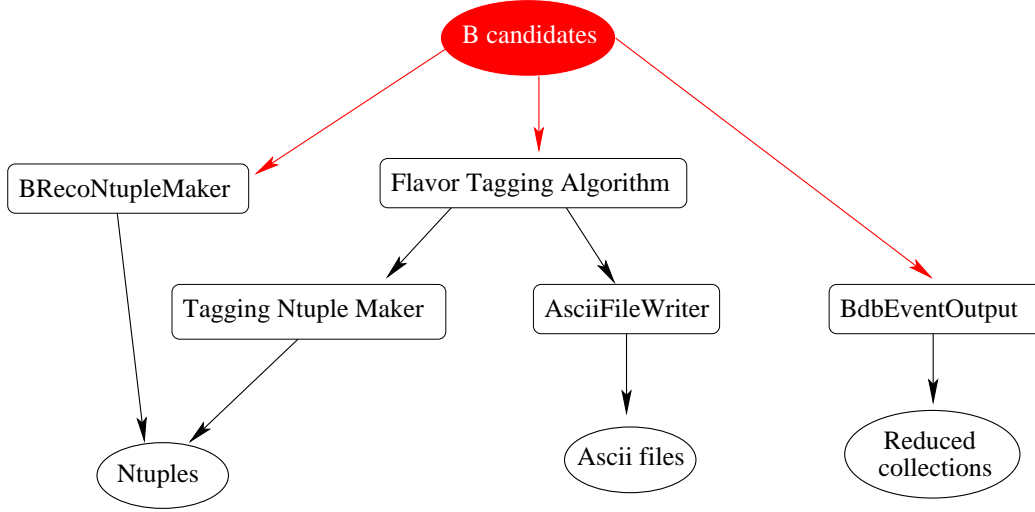 B candidates
BRecoNtupleMaker
Flavor Tagging Algorithm
Tagging Ntuple Maker
AsciiFileWriter
BdbEventOutput
Ntuples
Ascii files
Reduced
collections